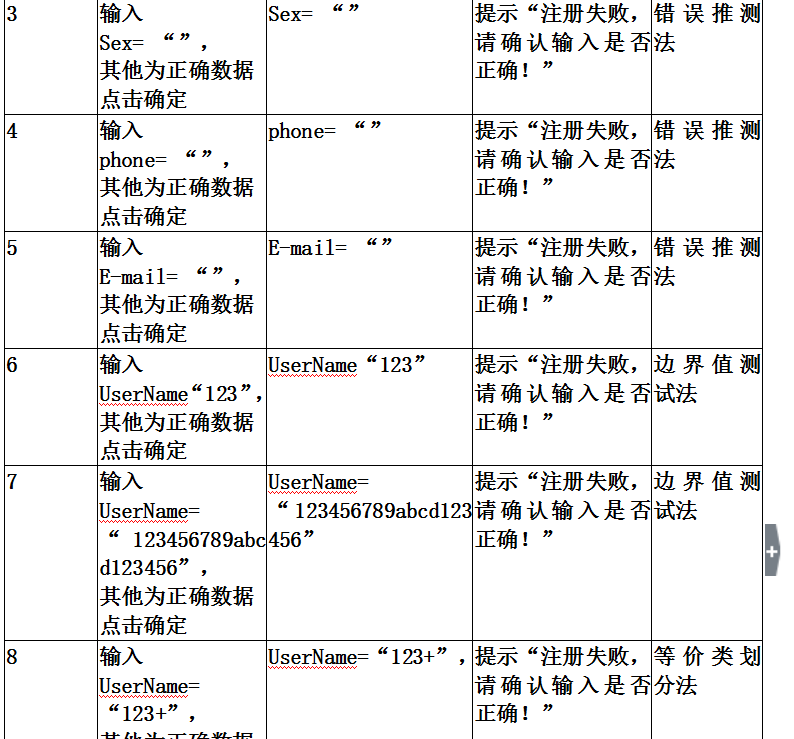 3
输入
Sex= “”，
其他为正确数据
点击确定
Sex= “”
提示“注册失败，
请确认输入是否
正确！”
错误推测
法
4
输入
phone= “”，
其他为正确数据
点击确定
phone= “”
提示“注册失败，
请确认输入是否
正确！”
错误推测
法
5
输入
E-mail= “”，
其他为正确数据
点击确定
E-mail= “”
提示“注册失败，
请确认输入是否
正确！”
错误推测
法
6
输入
UserName“123”，
其他为正确数据
点击确定
UserName“123”
提示“注册失败，
请确认输入是否
正确！”
边界值测
试法
7
输入
UserName=
“ 123456789abc
d123456”，
其他为正确数据
点击确定
UserName=
“123456789abcd123
456”
提示“注册失败，
请确认输入是否
正确！”
边界值测
试法
8
输入
UserName=
“123+”，
其他为正确数据
UserName=“123+”，
提示“注册失败，
请确认输入是否
正确！”
等价类划
分法